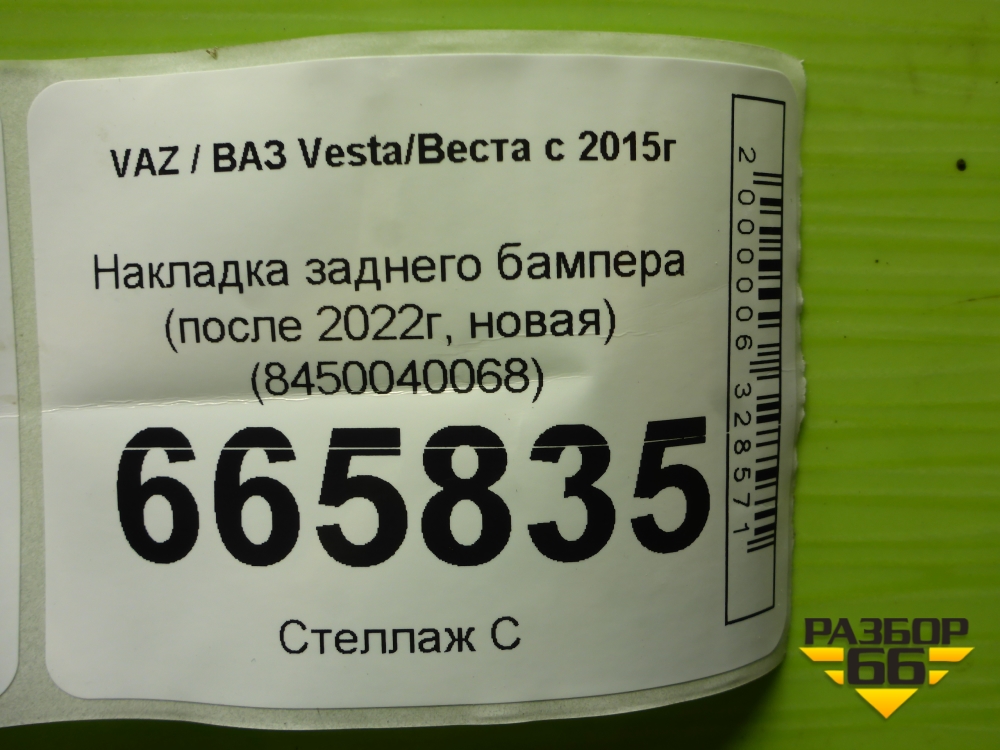 VAZ / ВАЗ Vesta/Веста с 2015г
Накладка заднего бампера
(после 2022г, новая)
(8450040068)
665835
Стеллаж С
2000006328571
РАЗБОР
66